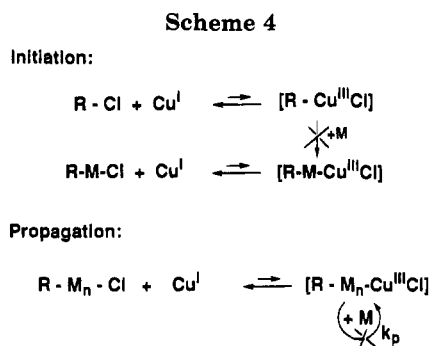 Scheme 4
Initiation:
R - Cl + Cu^I ⇌ [R - Cu^III Cl]
+M
R-M-Cl + Cu^I ⇌ [R-M-Cu^III Cl]
Propagation:
R - M_n - Cl + Cu^I ⇌ [R - M_n-Cu^III Cl]
+ M
k_p